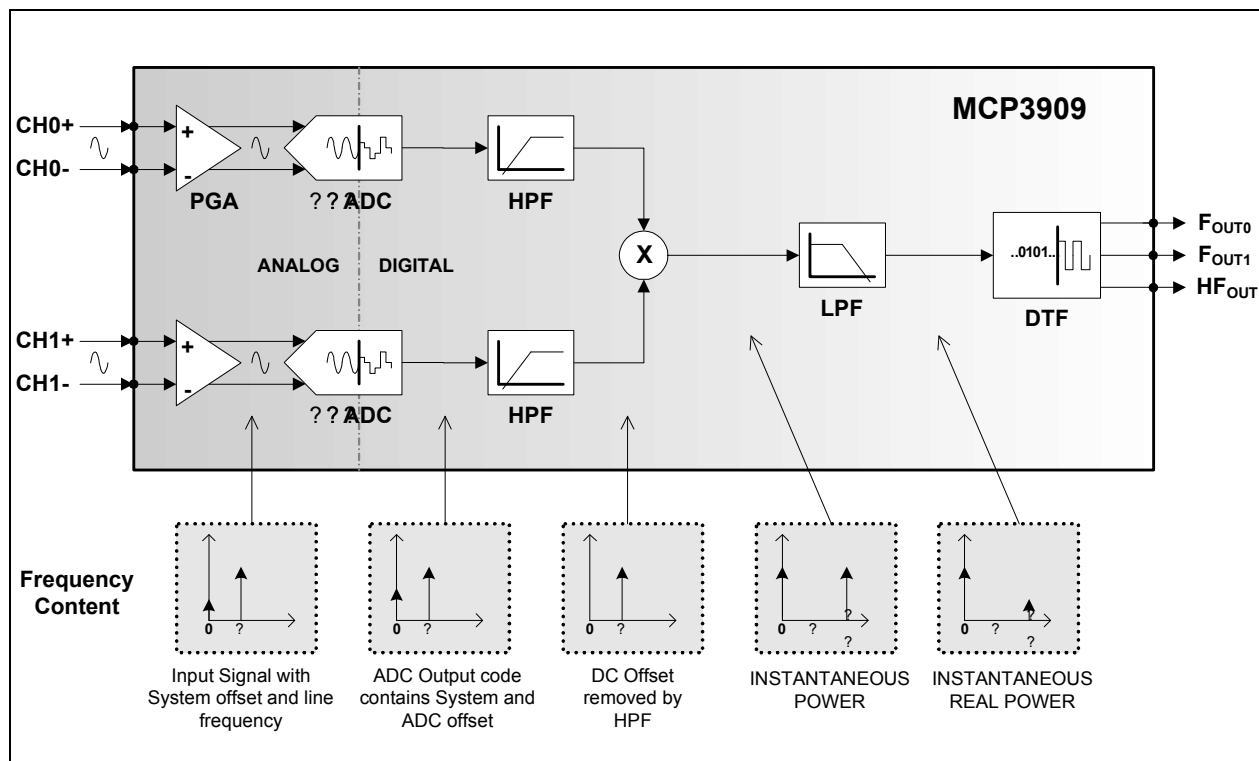 MCP3909
CH0+
CH0-
+
-
PGA
? ? ? ADC
HPF
ANALOG
DIGITAL
X
LPF
..0101..
DTF
FOUT0
FOUT1
HFOUT
CH1+
CH1-
+
-
? ? ? ADC
HPF
Frequency
Content
0
?
0
?
0
?
0
?
?
?
0
?
?
?
Input Signal with
System offset and line
frequency
ADC Output code
contains System and
ADC offset
DC Offset
removed by
HPF
INSTANTANEOUS
POWER
INSTANTANEOUS
REAL POWER